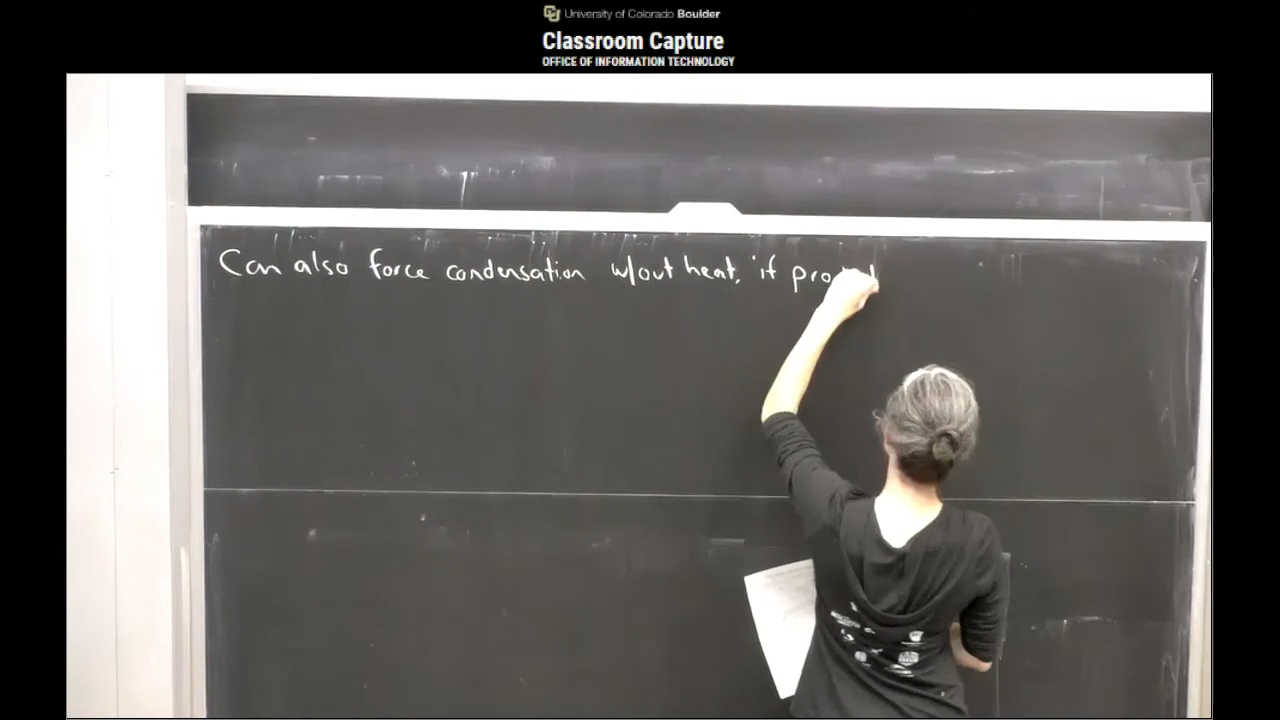 University of Colorado Boulder
Classroom Capture
OFFICE OF INFORMATION TECHNOLOGY
Can also force condensation w/out heat, if